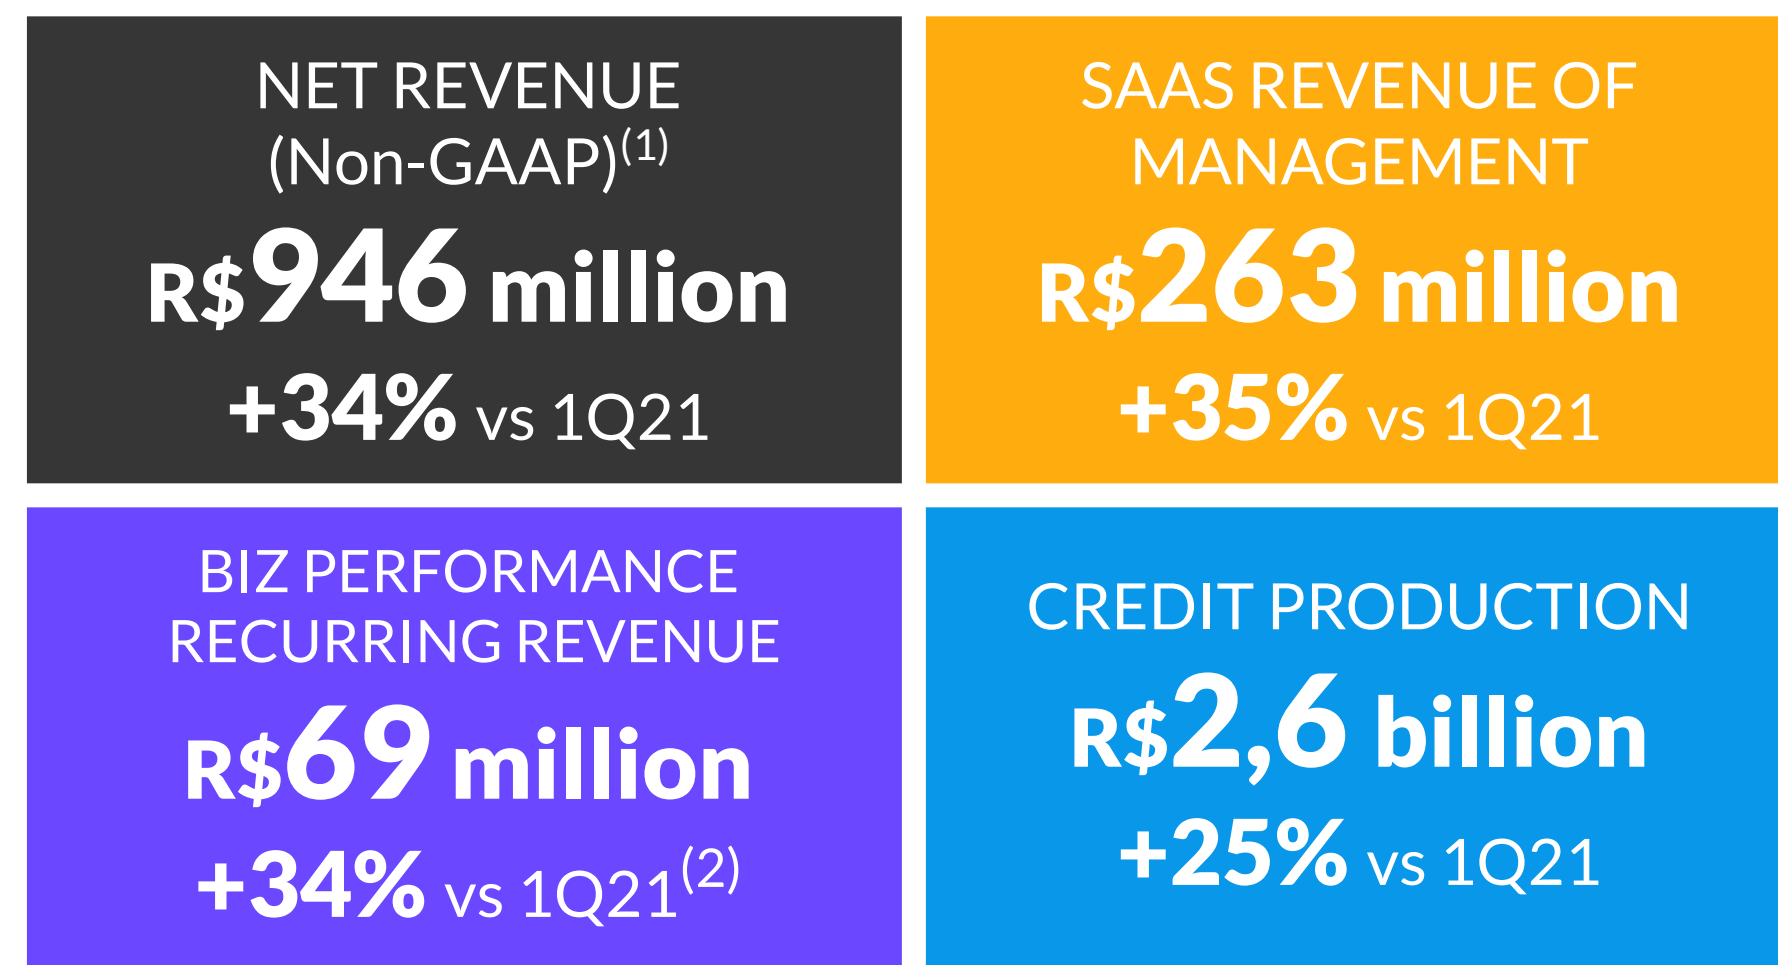 NET REVENUE
(Non-GAAP)(1)
R$946 million
+34% vs 1Q21
SAAS REVENUE OF
MANAGEMENT
R$263 million
+35% vs 1Q21
BIZ PERFORMANCE
RECURRING REVENUE
R$69 million
+34% vs 1Q21(2)
CREDIT PRODUCTION
R$2,6 billion
+25% vs 1Q21